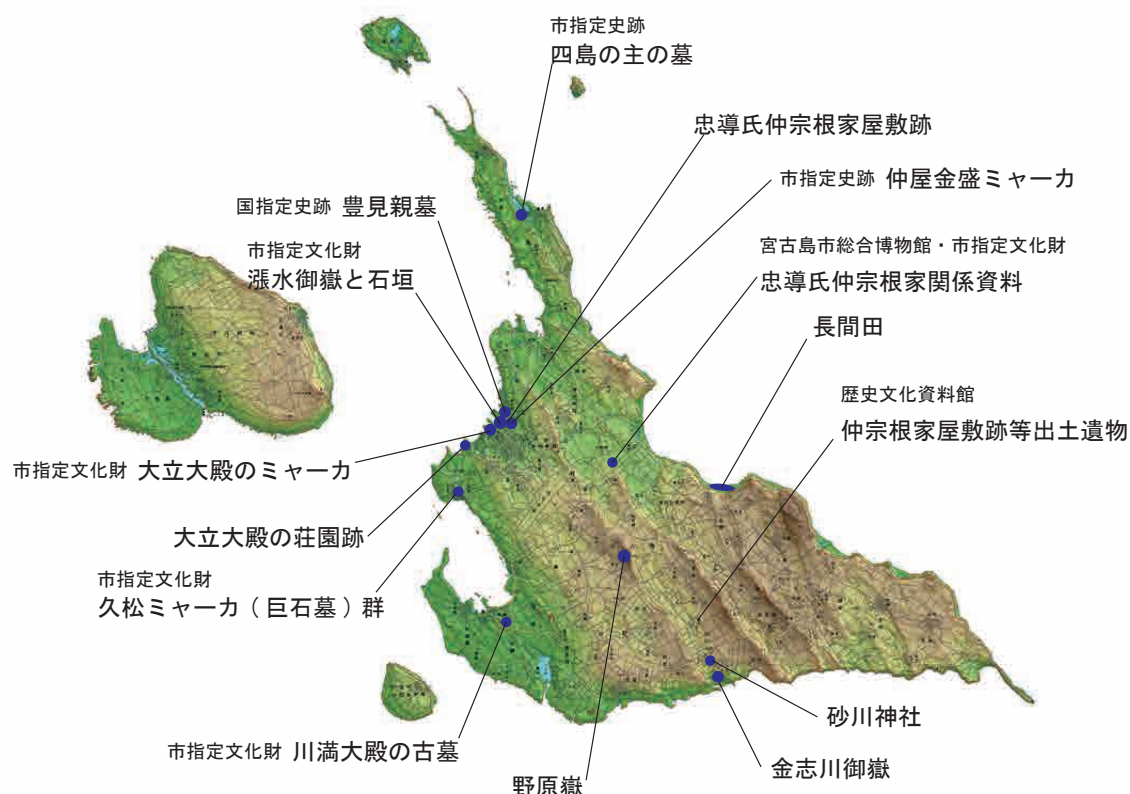 市指定史跡
四島の主の墓
忠導氏仲宗根家屋敷跡
市指定史跡 仲屋金盛ミャーカ
国指定史跡 豊見親墓
宮古島市総合博物館・市指定文化財
忠導氏仲宗根家関係資料
市指定文化財
漲水御嶽と石垣
長間田
歴史文化資料館
仲宗根家屋敷跡等出土遺物
市指定文化財 大立大殿のミャーカ
大立大殿の荘園跡
市指定文化財
久松ミャーカ(巨石墓)群
砂川神社
市指定文化財 川満大殿の古墓
金志川御嶽
野原嶽